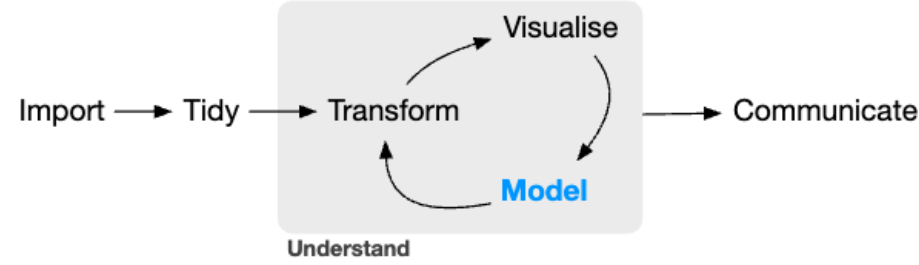 Visualise
Import
Tidy
Transform
Communicate
Model
Understand